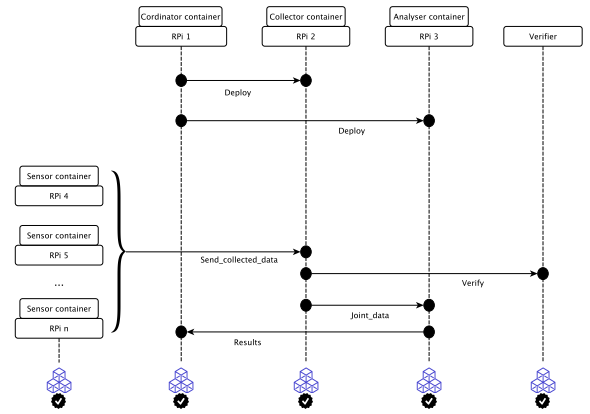 Cordinator container
Collector container
Analyser container
RPi 1
RPi 2
RPi 3
Verifier
Deploy
Deploy
Sensor container
RPi 4
Sensor container
RPi 5
Send_collected_data
...
Verify
Sensor container
Joint_data
RPi n
Results